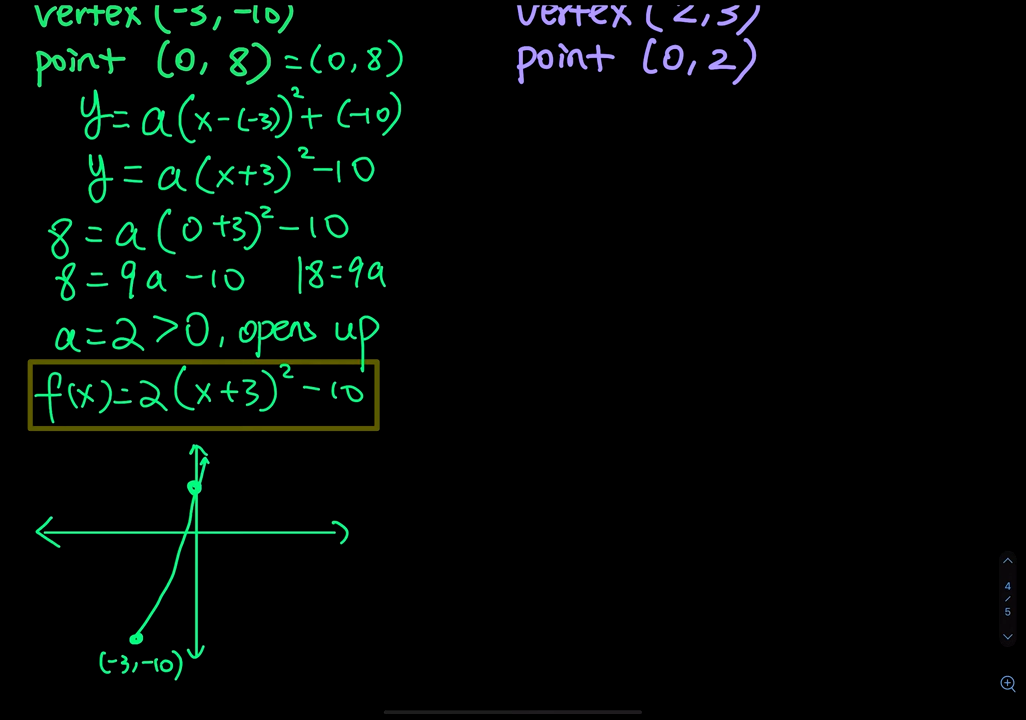 vertex (-3, -10)
point (0, 8) = (0, 8)
y = a(x-(-3))² + (-10)
y = a(x+3)² -10
8 = a(0+3)² -10
8 = 9a -10 18=9a
a=2 >0, opens up
f(x)=2(x+3)² -10
(-3,-10)
vertex (2,3)
point (0,2)
4
/
5